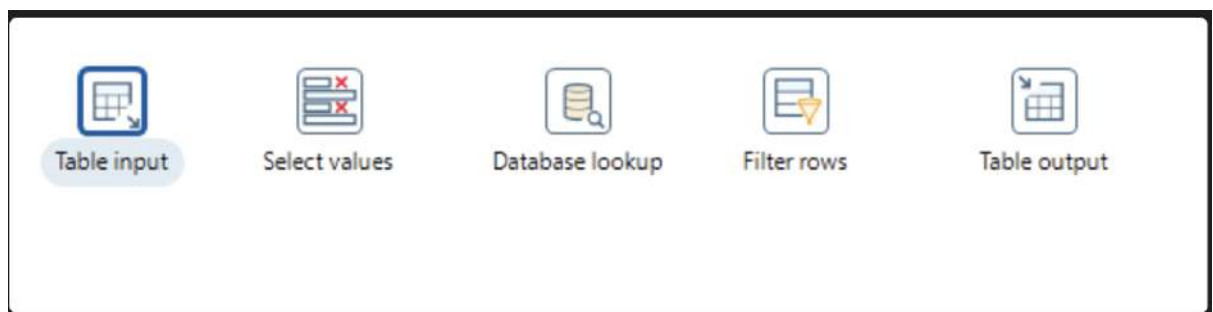 Table input
Select values
Database lookup
Filter rows
Table output